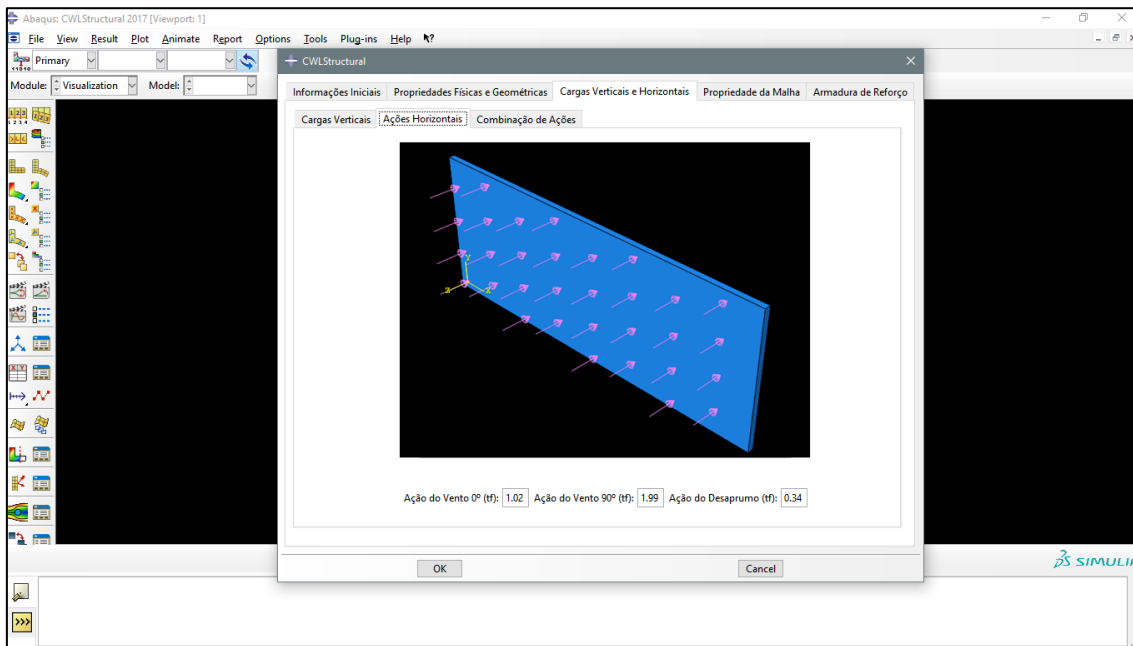 Abaqus: CWLStructural 2017 [Viewport: 1]
File View Result Plot Animate Report Options Tools Plug-ins Help
Primary
CWLStructural
Module: Visualization Model:
Informações Iniciais Propriedades Físicas e Geométricas Cargas Verticais e Horizontais Propriedade da Malha Armadura de Reforço
Cargas Verticais Ações Horizontais Combinação de Ações
Y
Z X
Ação do Vento 0º (tf): 1.02 Ação do Vento 90º (tf): 1.99 Ação do Desaprumo (tf): 0.34
OK Cancel
SIMULIA
>>>